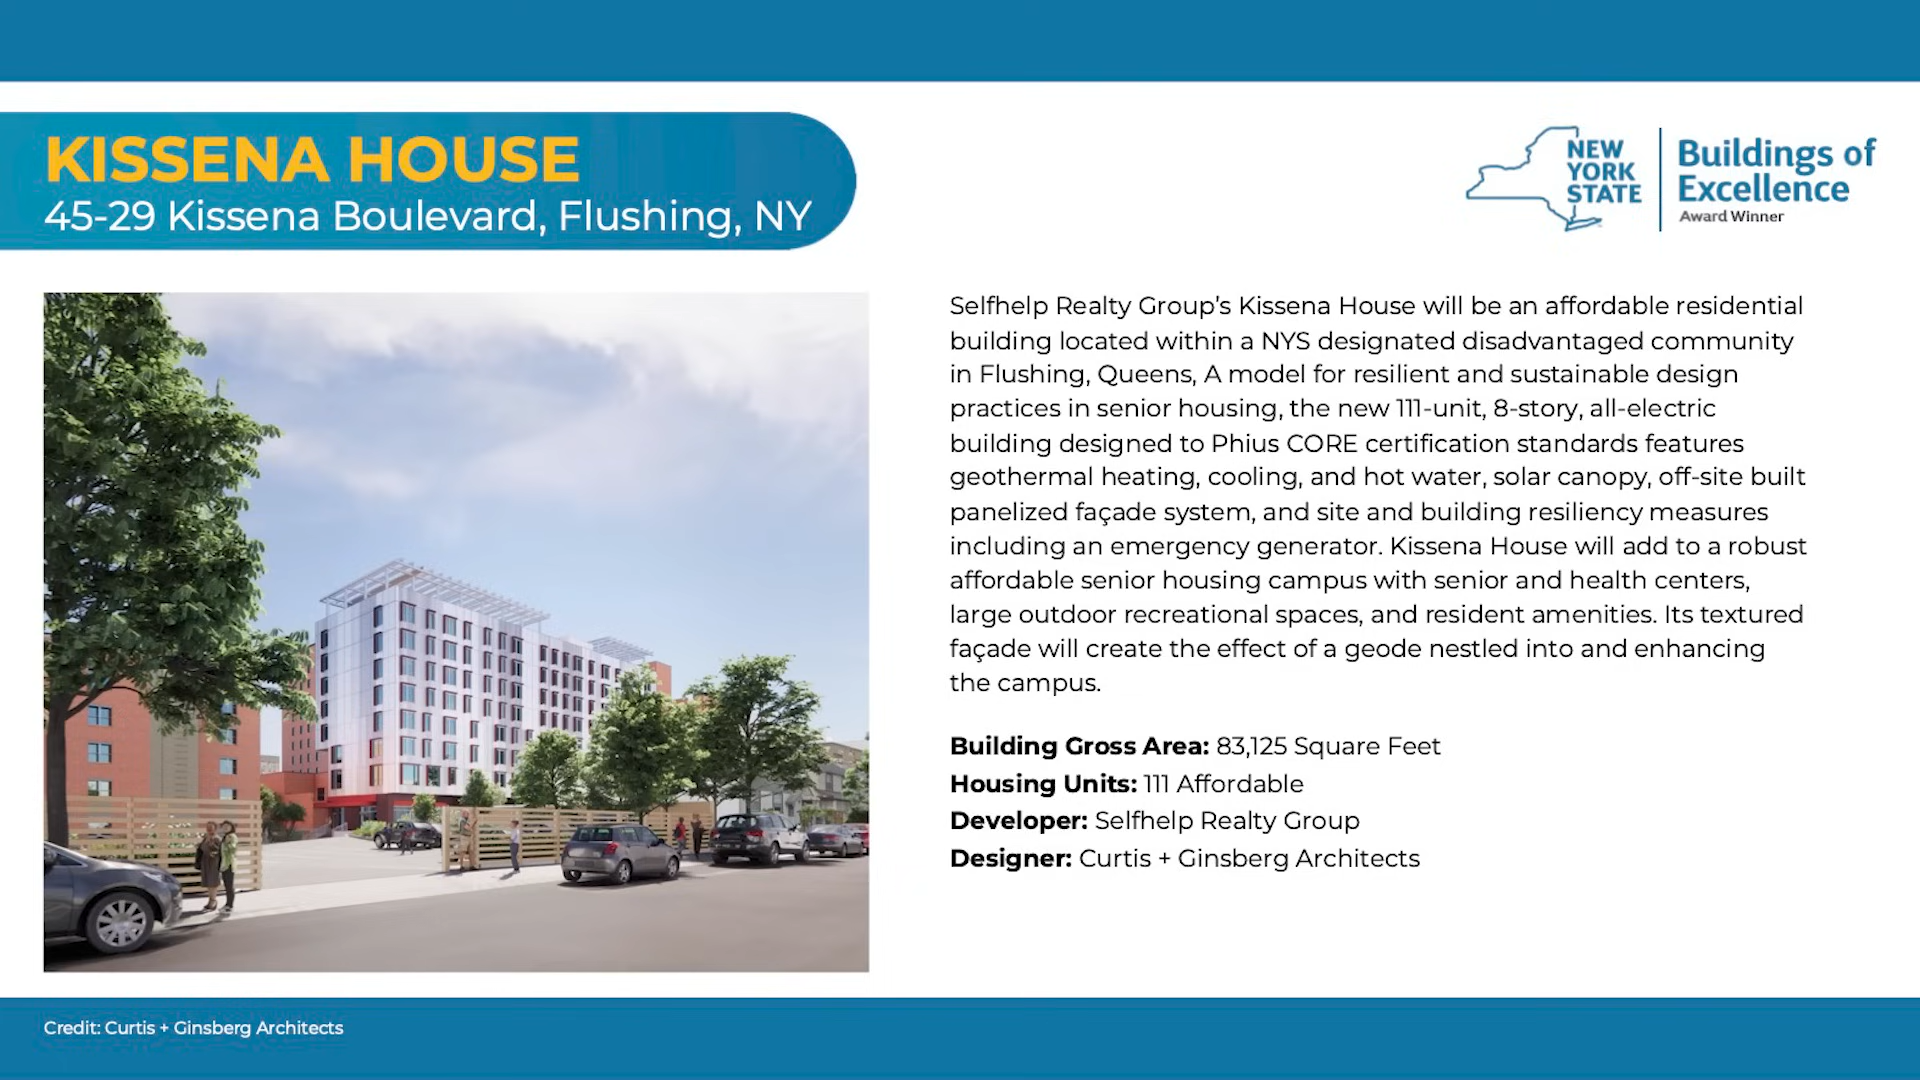 KISSENA HOUSE
45-29 Kissena Boulevard, Flushing, NY
NEW
YORK
STATE
Buildings of
Excellence
Award Winner
Selfhelp Realty Group’s Kissena House will be an affordable residential
building located within a NYS designated disadvantaged community
in Flushing, Queens, A model for resilient and sustainable design
practices in senior housing, the new 111-unit, 8-story, all-electric
building designed to Phius CORE certification standards features
geothermal heating, cooling, and hot water, solar canopy, off-site built
panelized façade system, and site and building resiliency measures
including an emergency generator. Kissena House will add to a robust
affordable senior housing campus with senior and health centers,
large outdoor recreational spaces, and resident amenities. Its textured
façade will create the effect of a geode nestled into and enhancing
the campus.
Building Gross Area: 83,125 Square Feet
Housing Units: 111 Affordable
Developer: Selfhelp Realty Group
Designer: Curtis + Ginsberg Architects
Credit: Curtis + Ginsberg Architects